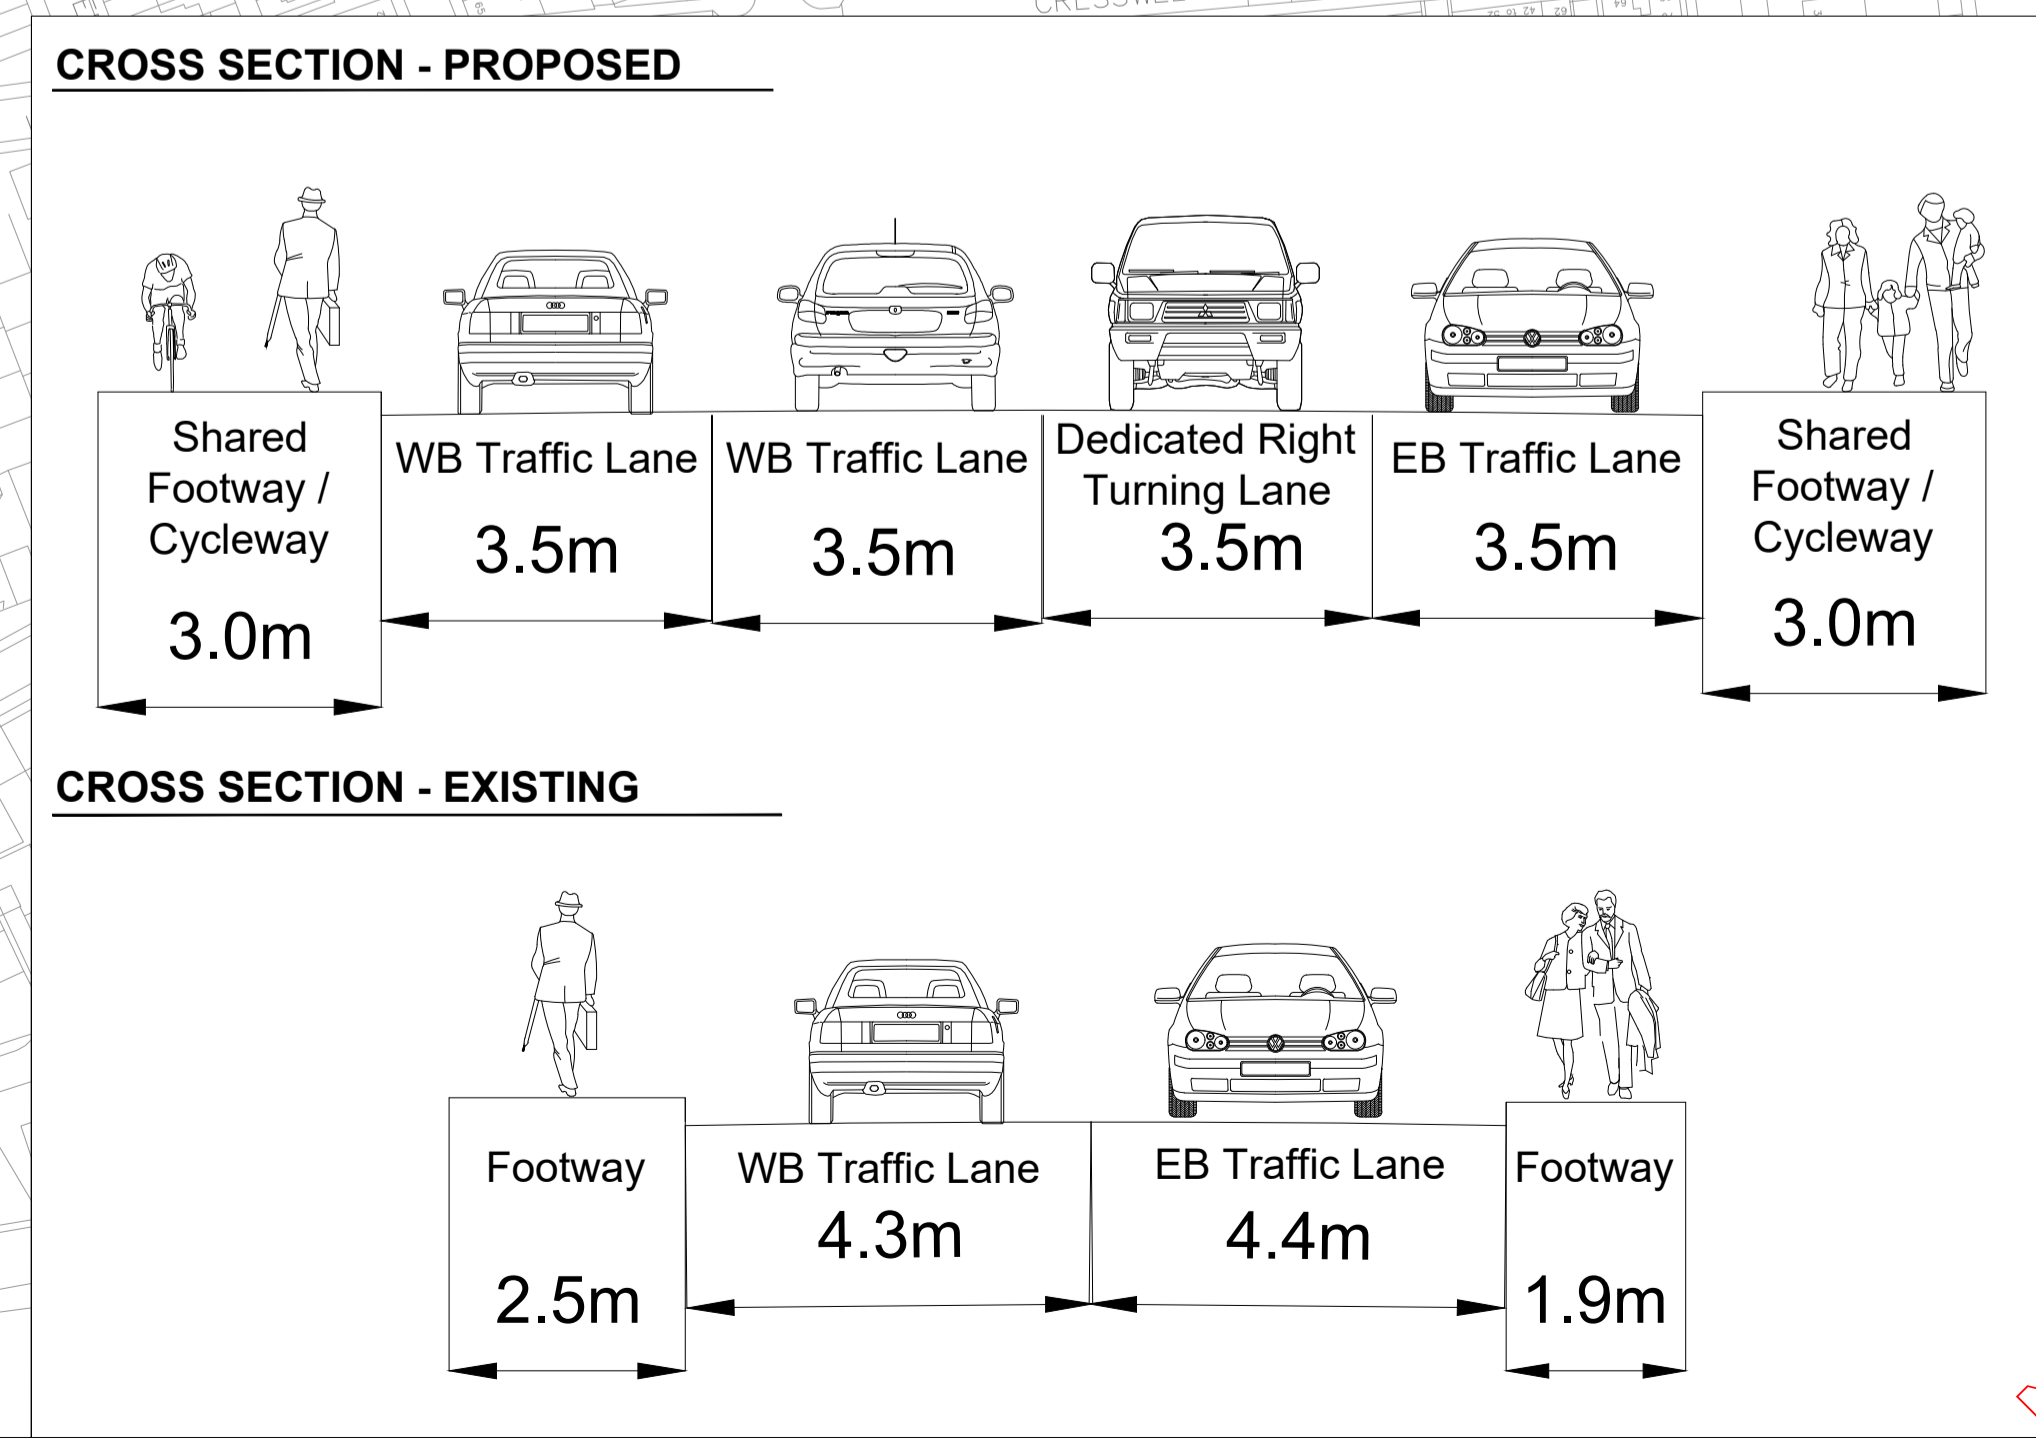 CRESSWELL
CROSS SECTION - PROPOSED
Shared
Footway /
Cycleway
3.0m
WB Traffic Lane
3.5m
WB Traffic Lane
3.5m
Dedicated Right
Turning Lane
3.5m
EB Traffic Lane
3.5m
Shared
Footway /
Cycleway
3.0m
CROSS SECTION - EXISTING
Footway
2.5m
WB Traffic Lane
4.3m
EB Traffic Lane
4.4m
Footway
1.9m